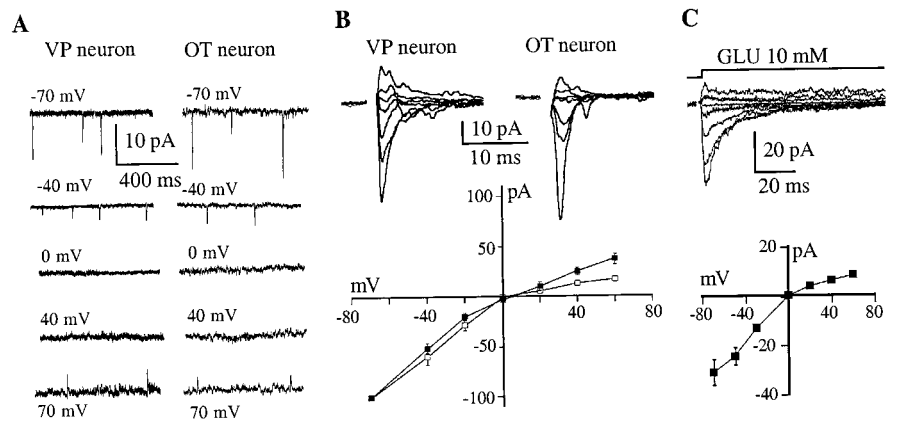 A
VP neuron OT neuron
-70 mV
10 pA
400 ms
-40 mV -40 mV
0 mV 0 mV
40 mV 40 mV
70 mV 70 mV
B
VP neuron OT neuron
10 pA
10 ms
pA
100
50
mV
-80 -40 40 80
-50
-100
C
GLU 10 mM
20 pA
20 ms
20 pA
mV
-80 -40 0 40 80
-20
-40